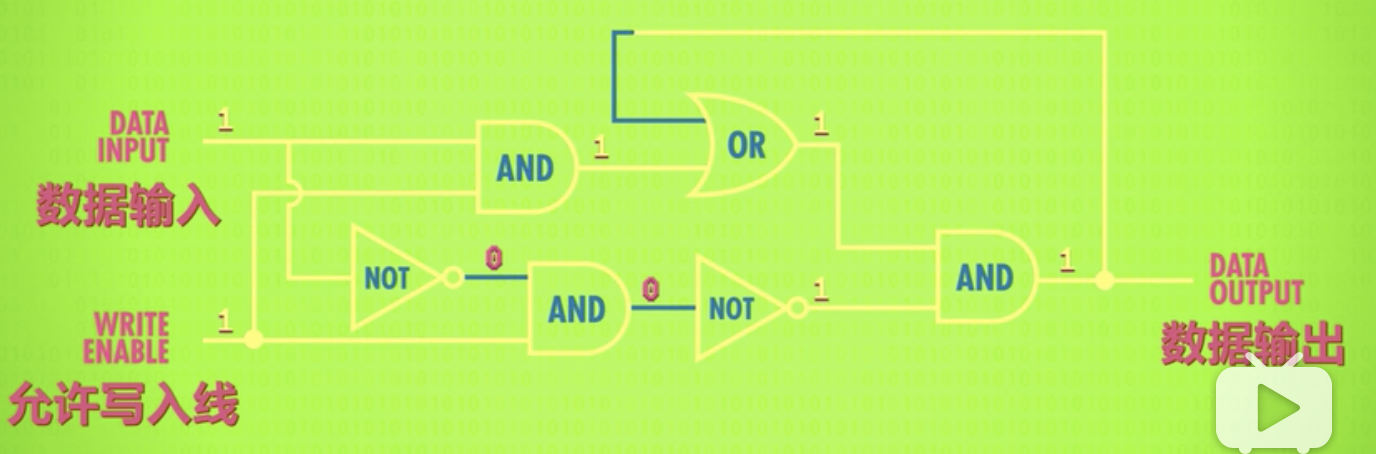 DATA
INPUT
1
数据输入
AND
1
OR
1
NOT
0
AND
0
NOT
1
AND
1
DATA
OUTPUT
数据输出
WRITE
ENABLE
1
允许写入线